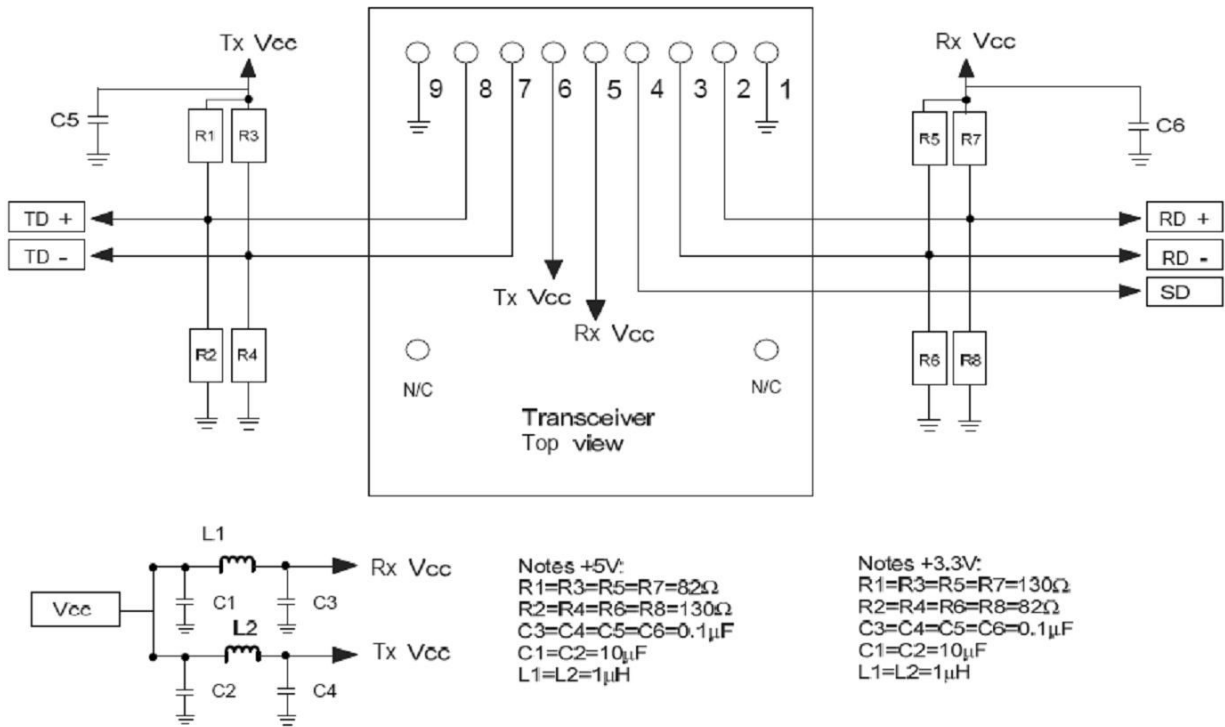 Tx Vcc
Rx Vcc
9 8 7 6 5 4 3 2 1
C5
R1
R3
R5
R7
C6
TD +
RD +
TD -
RD -
SD
Tx Vcc
Rx Vcc
R2
R4
R6
R8
N/C
N/C
Transceiver
Top view
L1
Rx Vcc
C1
C3
Vcc
L2
Tx Vcc
C2
C4
Notes +5V:
R1=R3=R5=R7=82Ω
R2=R4=R6=R8=130Ω
C3=C4=C5=C6=0.1µF
C1=C2=10µF
L1=L2=1µH
Notes +3.3V:
R1=R3=R5=R7=130Ω
R2=R4=R6=R8=82Ω
C3=C4=C5=C6=0.1µF
C1=C2=10µF
L1=L2=1µH